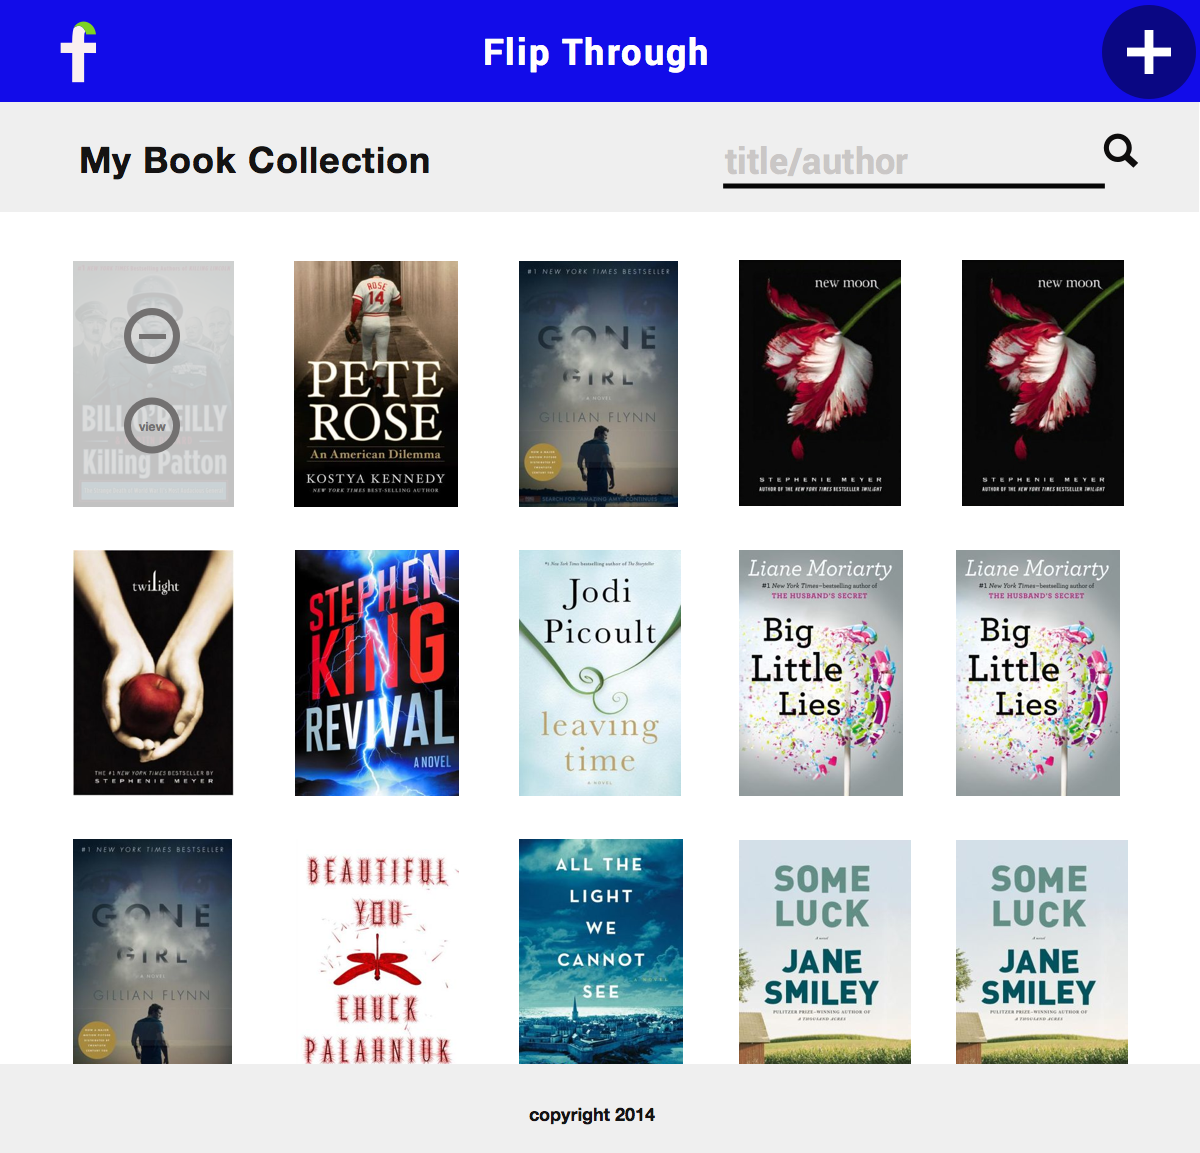 f
Flip Through
My Book Collection
title/author
view
BILL O'REILLY
Killing Patton
ROSE
14
PETE
ROSE
An American Dilemma
KOSTYA KENNEDY
NEW YORK TIMES BEST-SELLING AUTHOR
#1 NEW YORK TIMES BESTSELLER
GONE
GIRL
A NOVEL
GILLIAN FLYNN
SEARCH FOR "AMAZING AMY" CONTINUES
new moon
STEPHENIE MEYER
AUTHOR OF THE NEW YORK TIMES BESTSELLER TWILIGHT
new moon
STEPHENIE MEYER
AUTHOR OF THE NEW YORK TIMES BESTSELLER TWILIGHT
twilight
THE #1 NEW YORK TIMES BESTSELLER BY
STEPHENIE MEYER
STEPHEN
KING
REVIVAL
A NOVEL
#1 New York Times bestselling author of The Storyteller
Jodi
Picoult
leaving
time
A NOVEL
Liane Moriarty
#1 New York Times–bestselling author of
THE HUSBAND'S SECRET
Big
Little
Lies
Liane Moriarty
#1 New York Times–bestselling author of
THE HUSBAND'S SECRET
Big
Little
Lies
#1 NEW YORK TIMES BESTSELLER
GONE
GIRL
A NOVEL
GILLIAN FLYNN
BEAUTIFUL
YOU
CHUCK
PALAHNIUK
ALL THE
LIGHT
WE
CANNOT
SEE
A NOVEL
SOME
LUCK
A novel
JANE
SMILEY
PULITZER PRIZE–WINNING AUTHOR OF
A THOUSAND ACRES
SOME
LUCK
A novel
JANE
SMILEY
PULITZER PRIZE–WINNING AUTHOR OF
A THOUSAND ACRES
copyright 2014